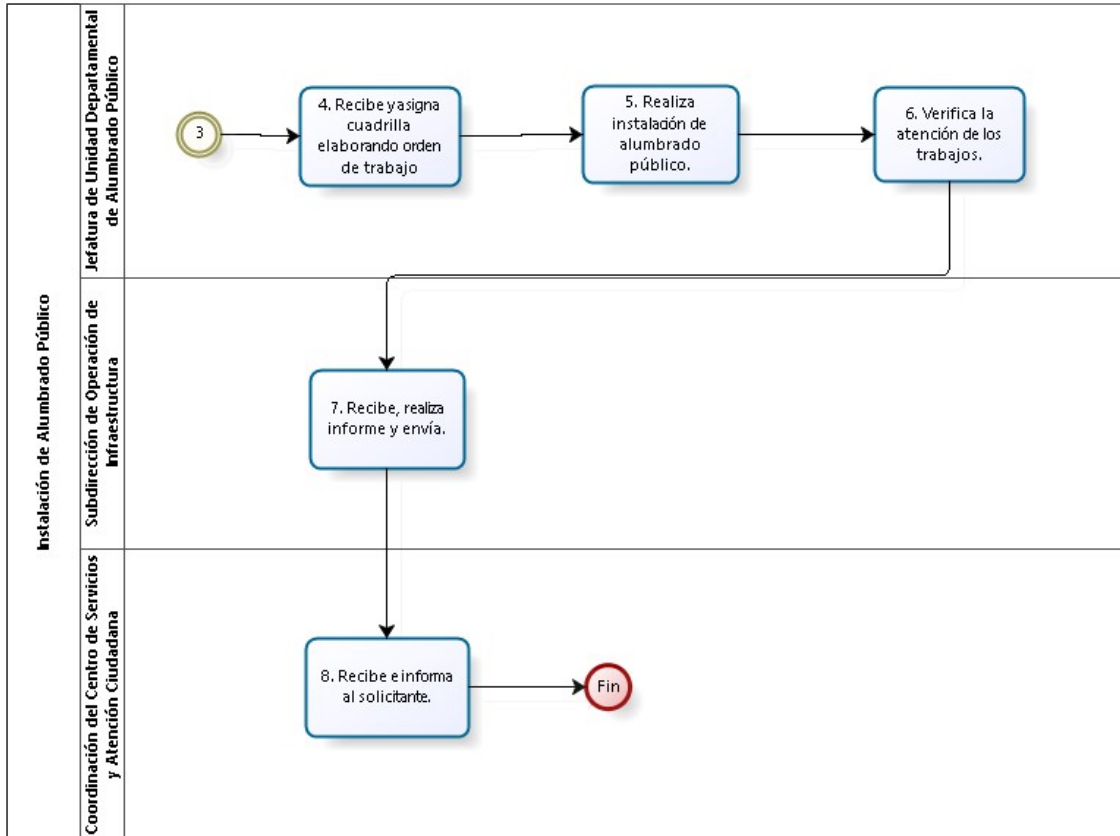 Instalación de Alumbrado Público
Jefatura de Unidad Departamental
de Alumbrado Público
3
4. Recibe y asigna
cuadrilla
elaborando orden
de trabajo
5. Realiza
instalación de
alumbrado
público.
6. Verifica la
atención de los
trabajos.
Subdirección de Operación de
Infraestructura
7. Recibe, realiza
informe y envía.
Coordinación del Centro de Servicios
y Atención Ciudadana
8. Recibe e informa
al solicitante.
Fin